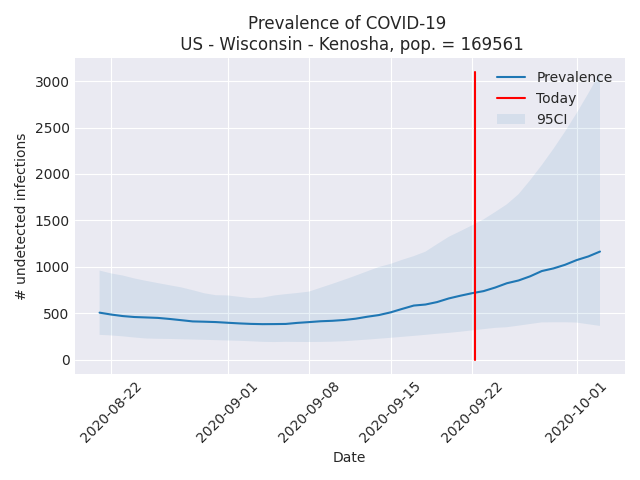 Prevalence of COVID-19
US - Wisconsin - Kenosha, pop. = 169561
Prevalence
Today
95CI
3000
2500
2000
1500
1000
500
0
# undetected infections
2020-08-22
2020-09-01
2020-09-08
2020-09-15
2020-09-22
2020-10-01
Date